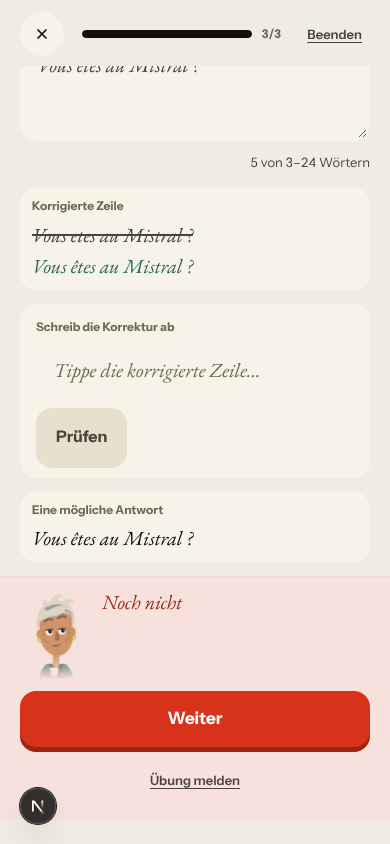 3/3
Beenden
Vous êtes au Mistral ?
5 von 3–24 Wörtern
Korrigierte Zeile
Vous etes au Mistral ?
Vous êtes au Mistral ?
Schreib die Korrektur ab
Tippe die korrigierte Zeile…
Prüfen
Eine mögliche Antwort
Vous êtes au Mistral ?
Noch nicht
Weiter
Übung melden
N